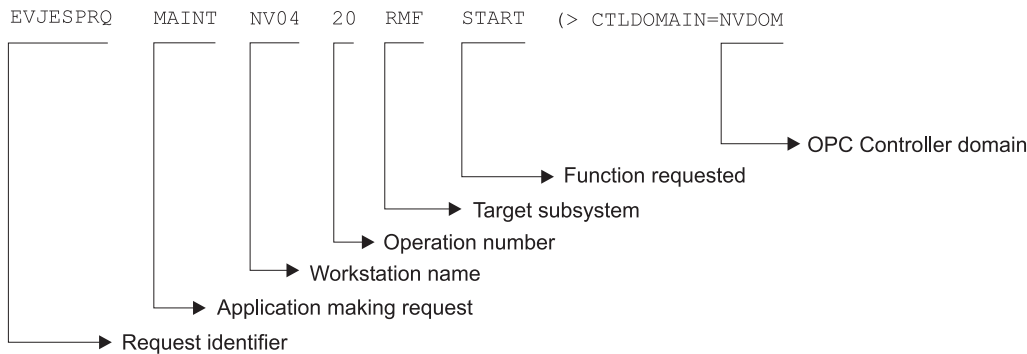 EVJESPRQ MAINT NV04 20 RMF START (> CTLDOMAIN=NVDOM
OPC Controller domain
Function requested
Target subsystem
Operation number
Workstation name
Application making request
Request identifier